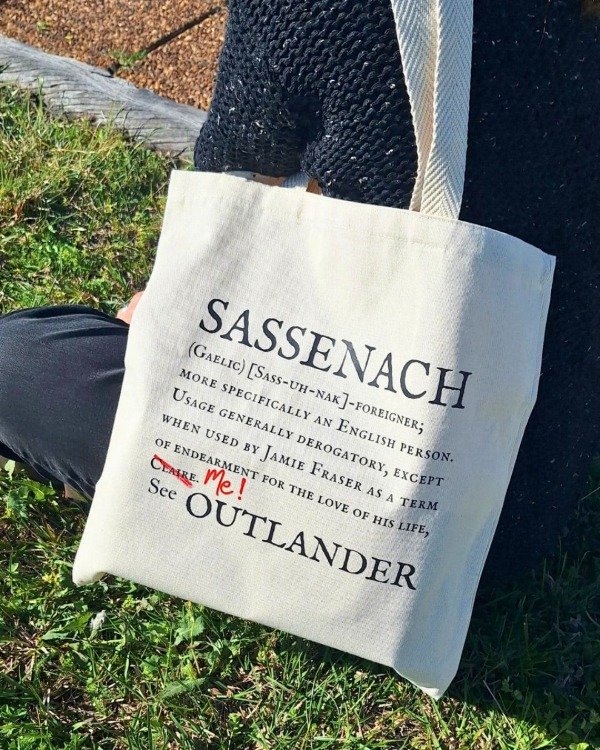 SASSENACH
(Gaelic) [Sass-uh-nak]-foreigner;
more specifically an English person.
Usage generally derogatory, except
when used by Jamie Fraser as a term
of endearment for the love of his life,
Claire. Me!
See OUTLANDER